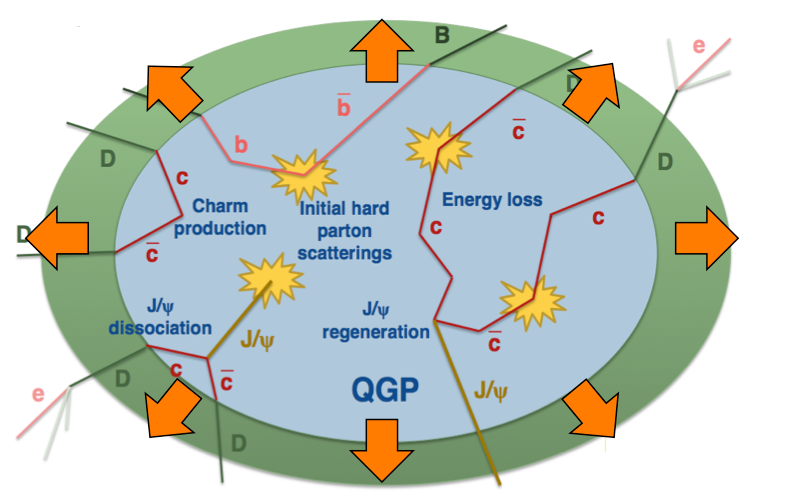 B
e
b̄
D
b
c̄
D
D
c
Energy loss
Charm
production
Initial hard
parton
scatterings
c
D
c
c̄
J/ψ
dissociation
J/ψ
regeneration
J/ψ
c̄
c
c̄
D
QGP
J/ψ
e
D